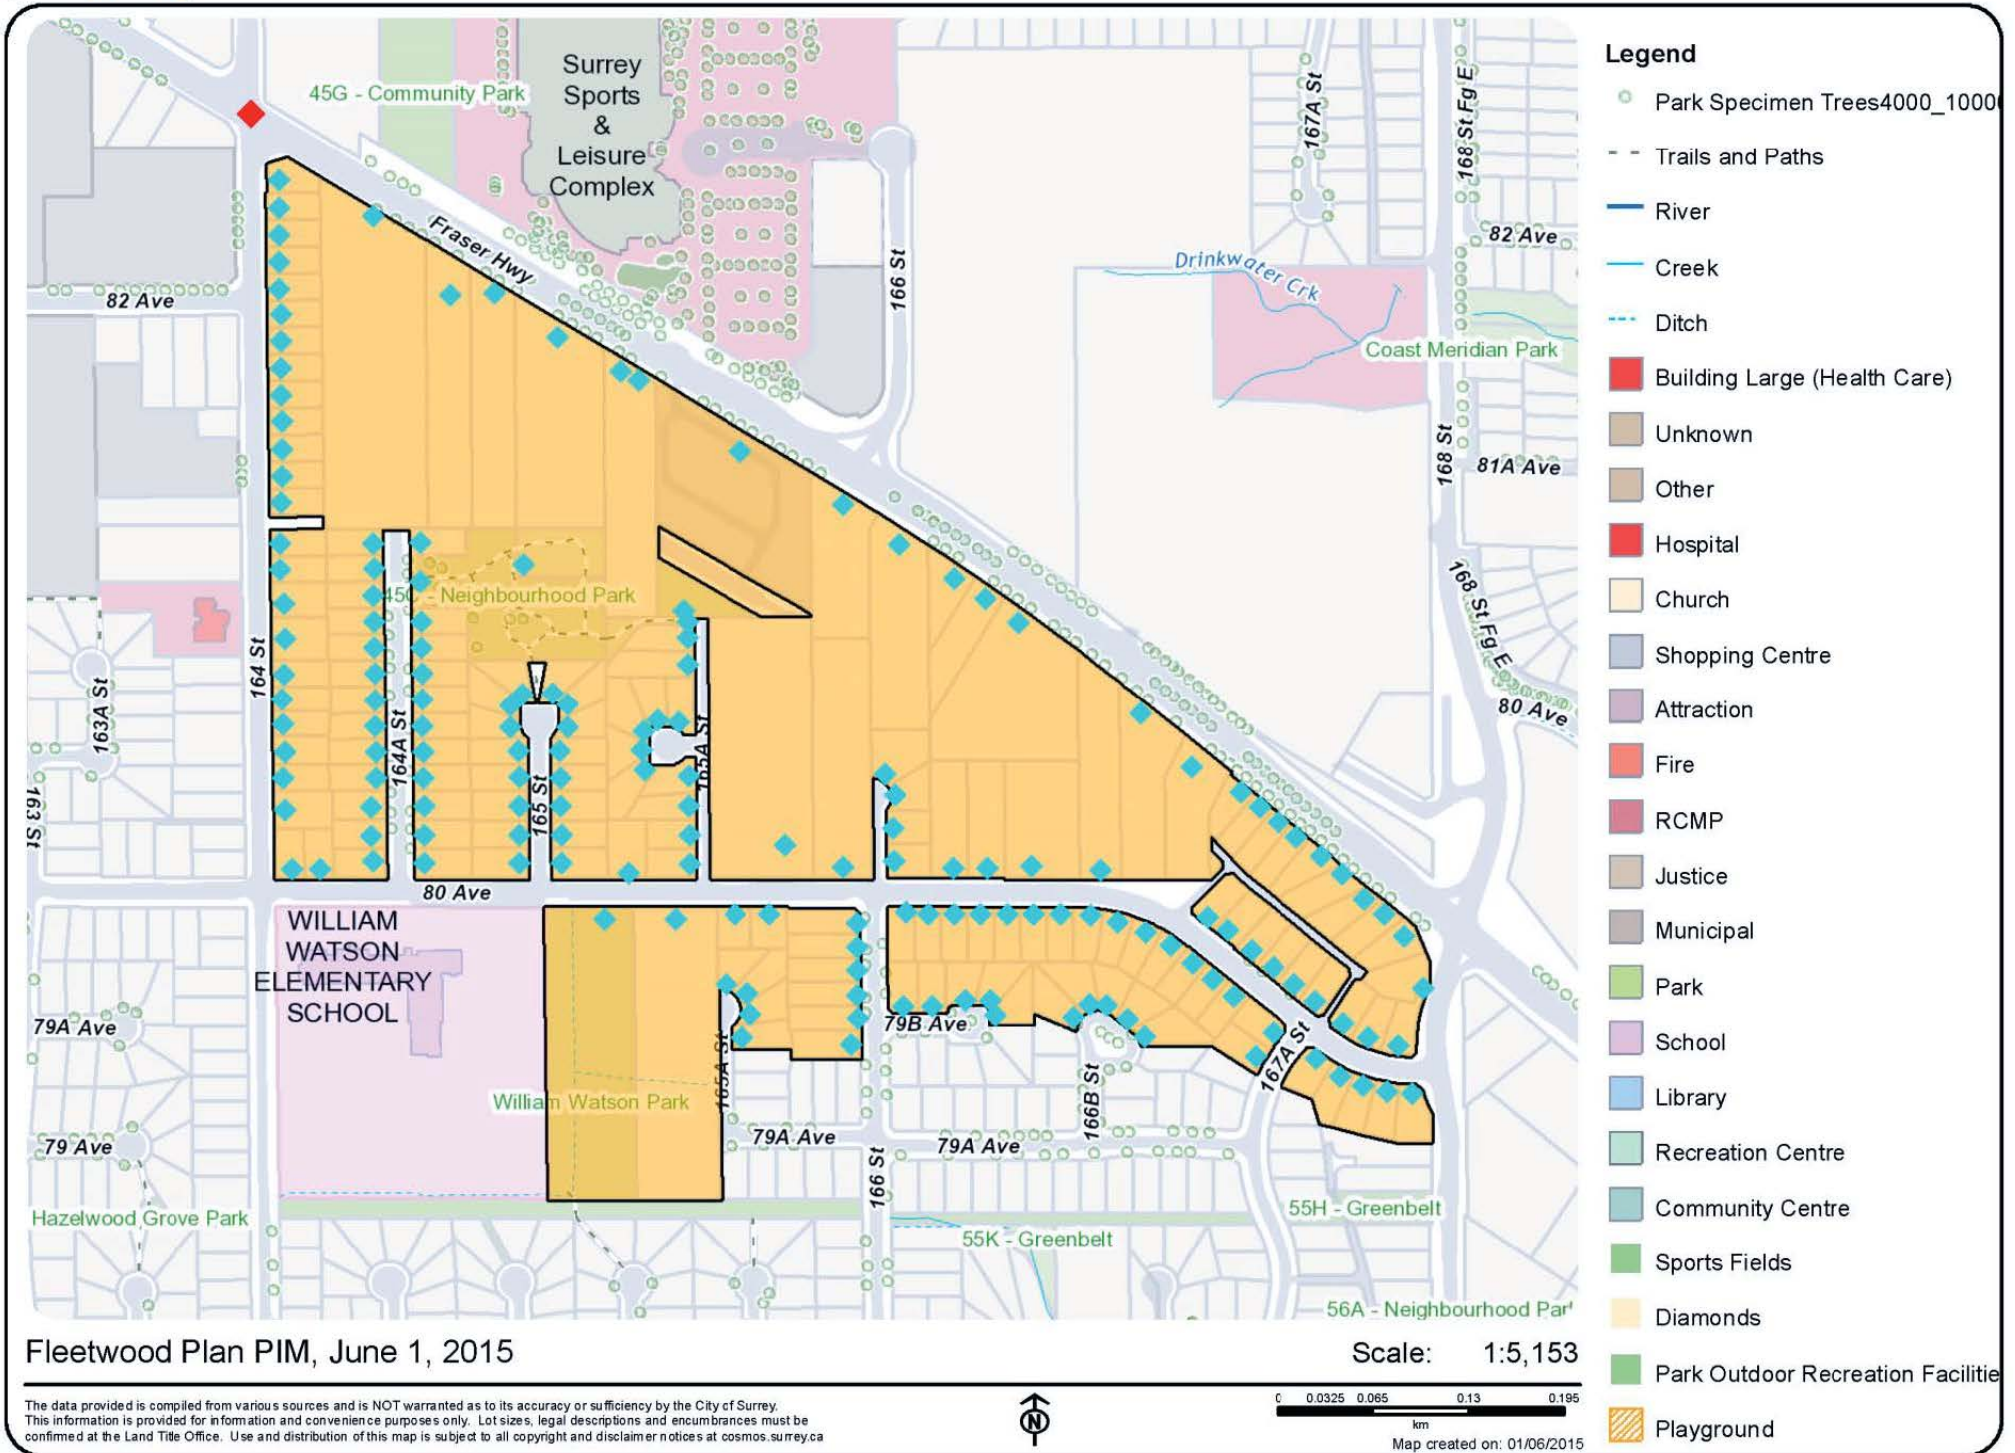 Surrey
Sports
&
Leisure
Complex
45G - Community Park
Fraser Hwy
82 Ave
166 St
167A St
168 St Fg E
82 Ave
Drinkwater Crk
Coast Meridian Park
168 St
81A Ave
168 St Fg E
80 Ave
45C - Neighbourhood Park
164 St
163A St
163 St
164A St
165 St
165A St
80 Ave
WILLIAM
WATSON
ELEMENTARY
SCHOOL
79A Ave
79 Ave
William Watson Park
165A St
79A Ave
166 St
79B Ave
166B St
167A St
79A Ave
Hazelwood Grove Park
55K - Greenbelt
55H - Greenbelt
56A - Neighbourhood Par
Legend
Park Specimen Trees4000_1000
Trails and Paths
River
Creek
Ditch
Building Large (Health Care)
Unknown
Other
Hospital
Church
Shopping Centre
Attraction
Fire
RCMP
Justice
Municipal
Park
School
Library
Recreation Centre
Community Centre
Sports Fields
Diamonds
Park Outdoor Recreation Facilitie
Playground
Fleetwood Plan PIM, June 1, 2015
Scale: 1:5,153
The data provided is compiled from various sources and is NOT warranted as to its accuracy or sufficiency by the City of Surrey.
This information is provided for information and convenience purposes only. Lot sizes, legal descriptions and encumbrances must be
confirmed at the Land Title Office. Use and distribution of this map is subject to all copyright and disclaimer notices at cosmos.surrey.ca
N
0 0.0325 0.065 0.13 0.195
km
Map created on: 01/06/2015